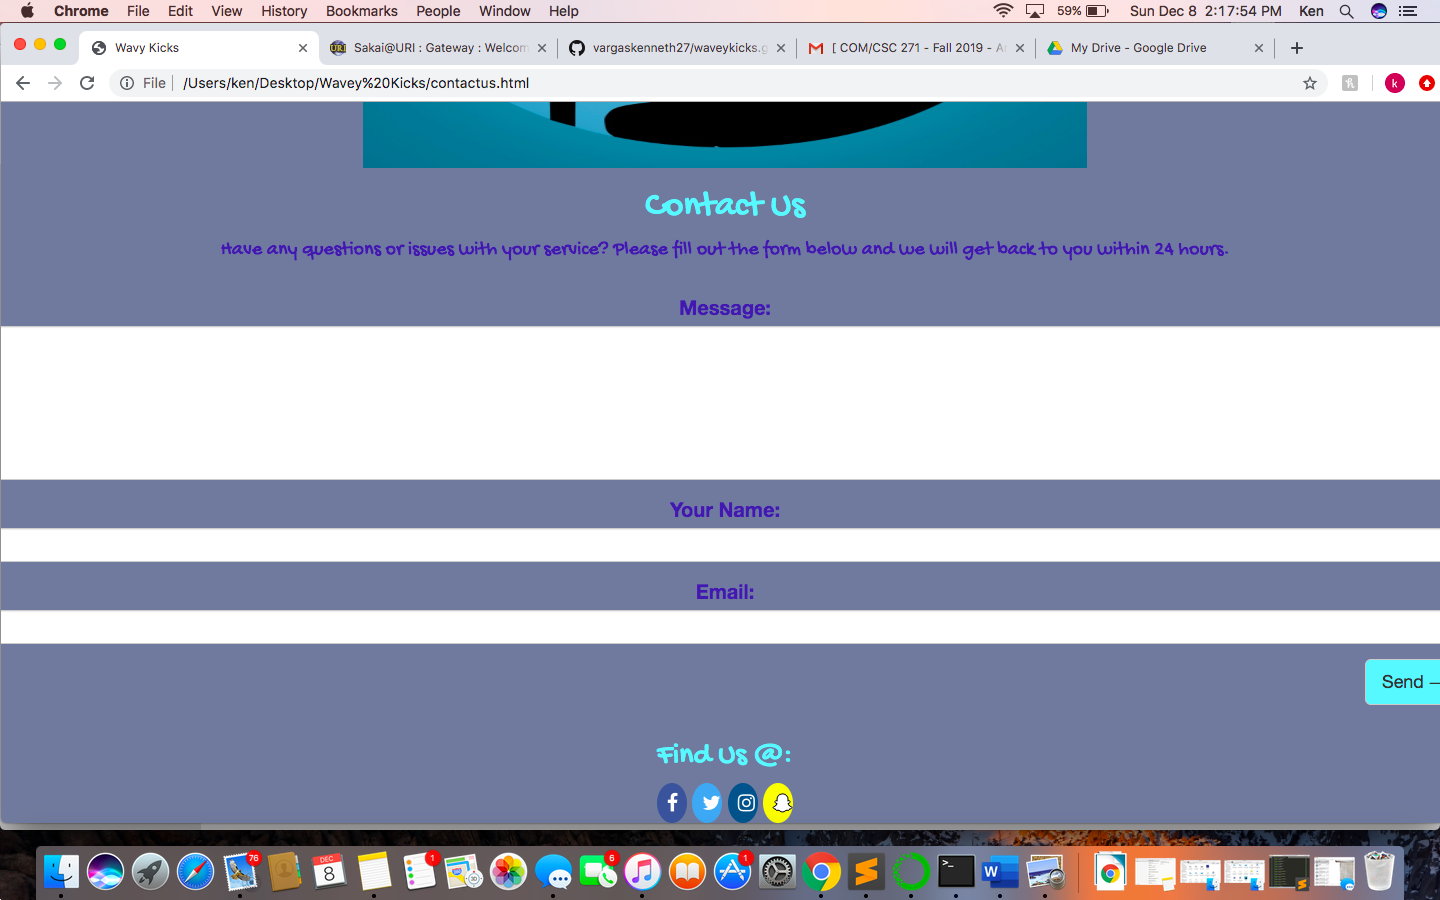 Chrome File Edit View History Bookmarks People Window Help 59% Sun Dec 8 2:17:54 PM Ken
Wavy Kicks Sakai@URI : Gateway : Welcom vargaskenneth27/waveykicks.g [ COM/CSC 271 - Fall 2019 - A My Drive - Google Drive
File /Users/ken/Desktop/Wavey%20Kicks/contactus.html k
Contact Us
Have any questions or issues with your service? Please fill out the form below and we will get back to you within 24 hours.
Message:
Your Name:
Email:
Send
Find Us @:
76 DEC 8 1 6 1 >_ W